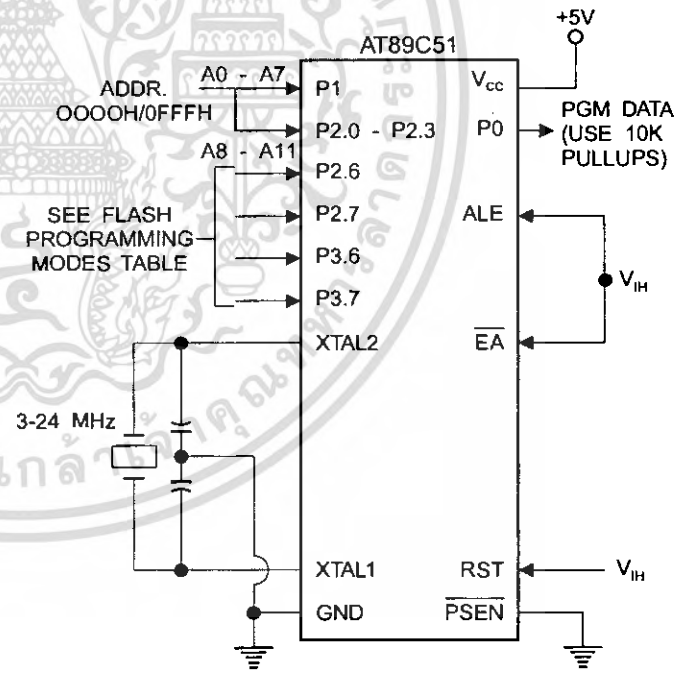 +5V
AT89C51
A0 - A7
ADDR.
OOOOH/0FFFH
P1
Vcc
P2.0 - P2.3
P0
PGM DATA
(USE 10K
PULLUPS)
A8 - A11
P2.6
P2.7
ALE
SEE FLASH
PROGRAMMING
MODES TABLE
P3.6
P3.7
VIH
XTAL2
EA
3-24 MHz
XTAL1
RST
VIH
GND
PSEN